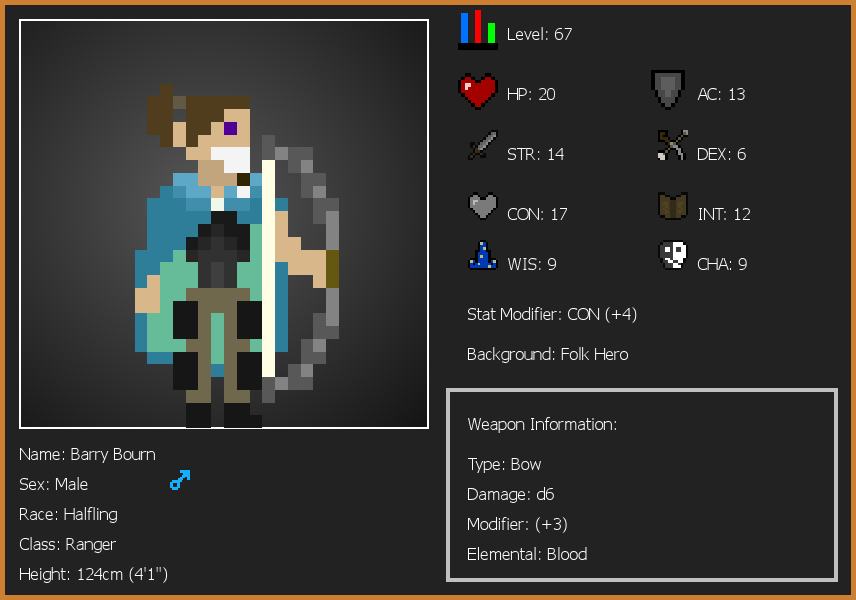 Level: 67
HP: 20
AC: 13
STR: 14
DEX: 6
CON: 17
INT: 12
WIS: 9
CHA: 9
Stat Modifier: CON (+4)
Background: Folk Hero
Weapon Information:
Type: Bow
Damage: d6
Modifier: (+3)
Elemental: Blood
Name: Barry Bourn
Sex: Male
Race: Halfling
Class: Ranger
Height: 124cm (4'1")